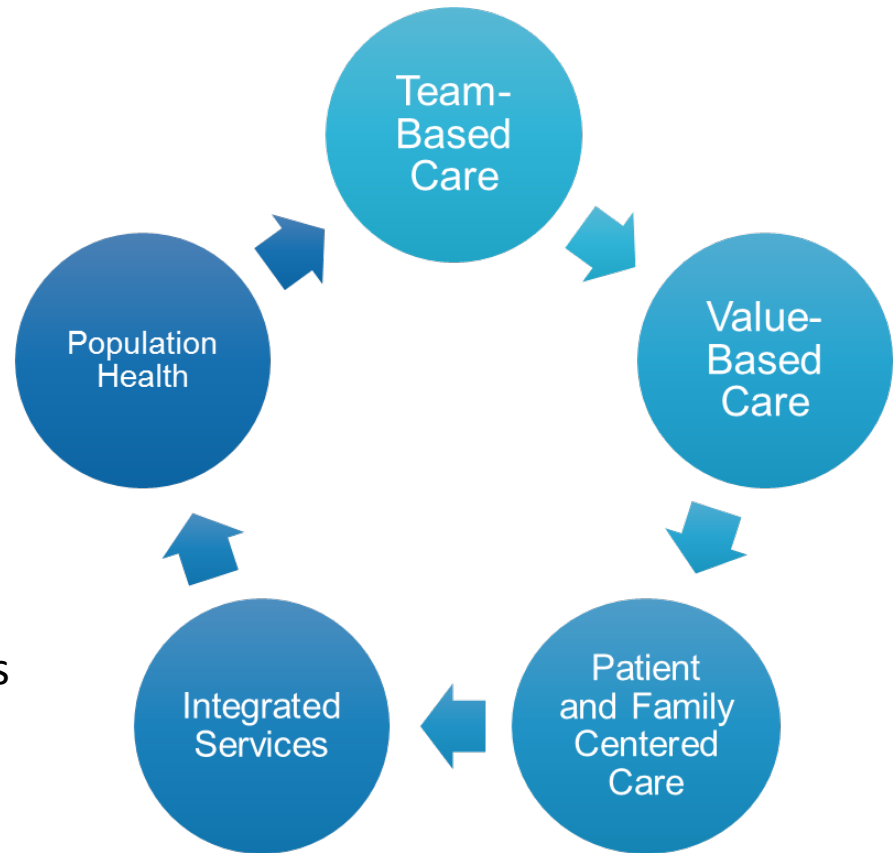 Team-
Based
Care
Value-
Based
Care
Patient
and Family
Centered
Care
Integrated
Services
Population
Health
s